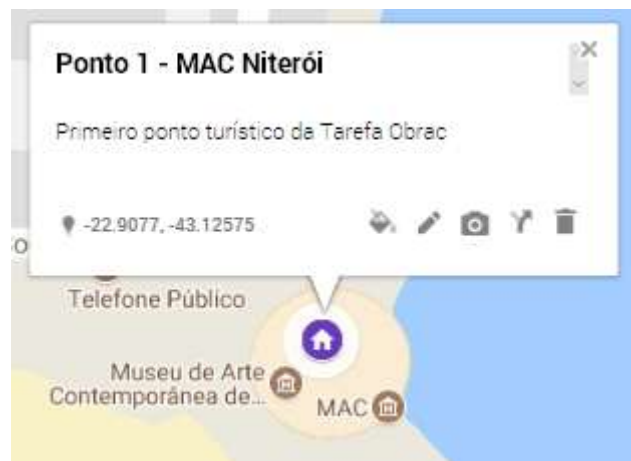 Ponto 1 - MAC Niterói
Primeiro ponto turístico da Tarefa Obrac
-22.9077, -43.12575
Telefone Público
Museu de Arte
Contemporânea de...
MAC